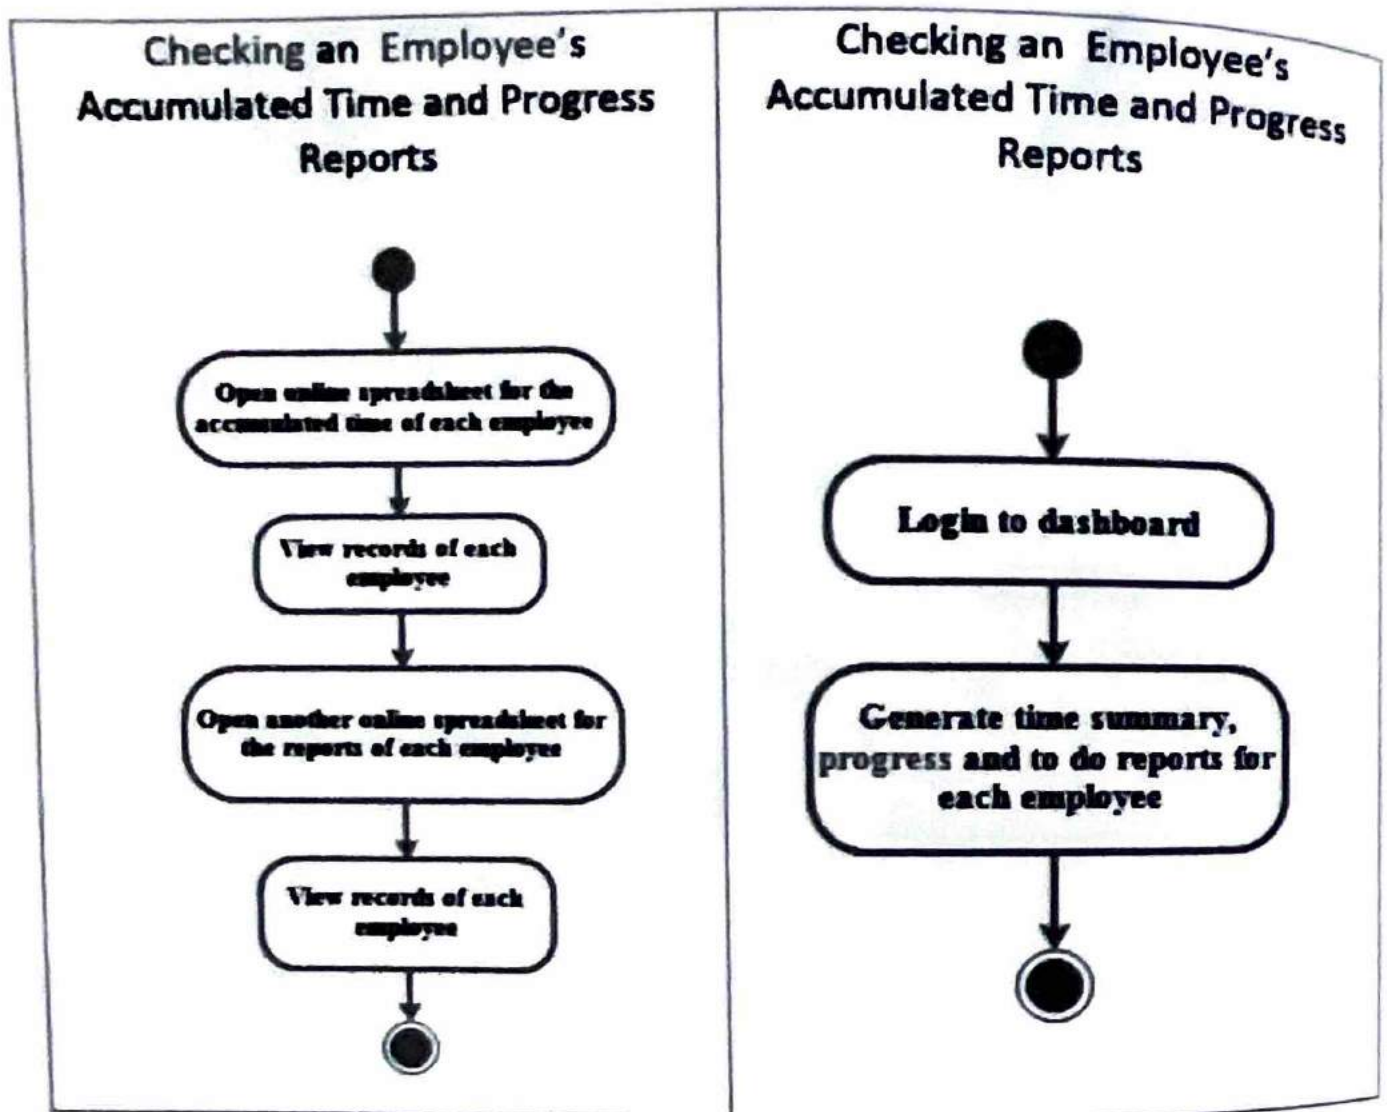 Checking an Employee's
Accumulated Time and Progress
Reports
Open online spreadsheet for the
accumulated time of each employee
View records of each
employee
Open another online spreadsheet for
the reports of each employee
View records of each
employee
Checking an Employee's
Accumulated Time and Progress
Reports
Login to dashboard
Generate time summary,
progress and to do reports for
each employee